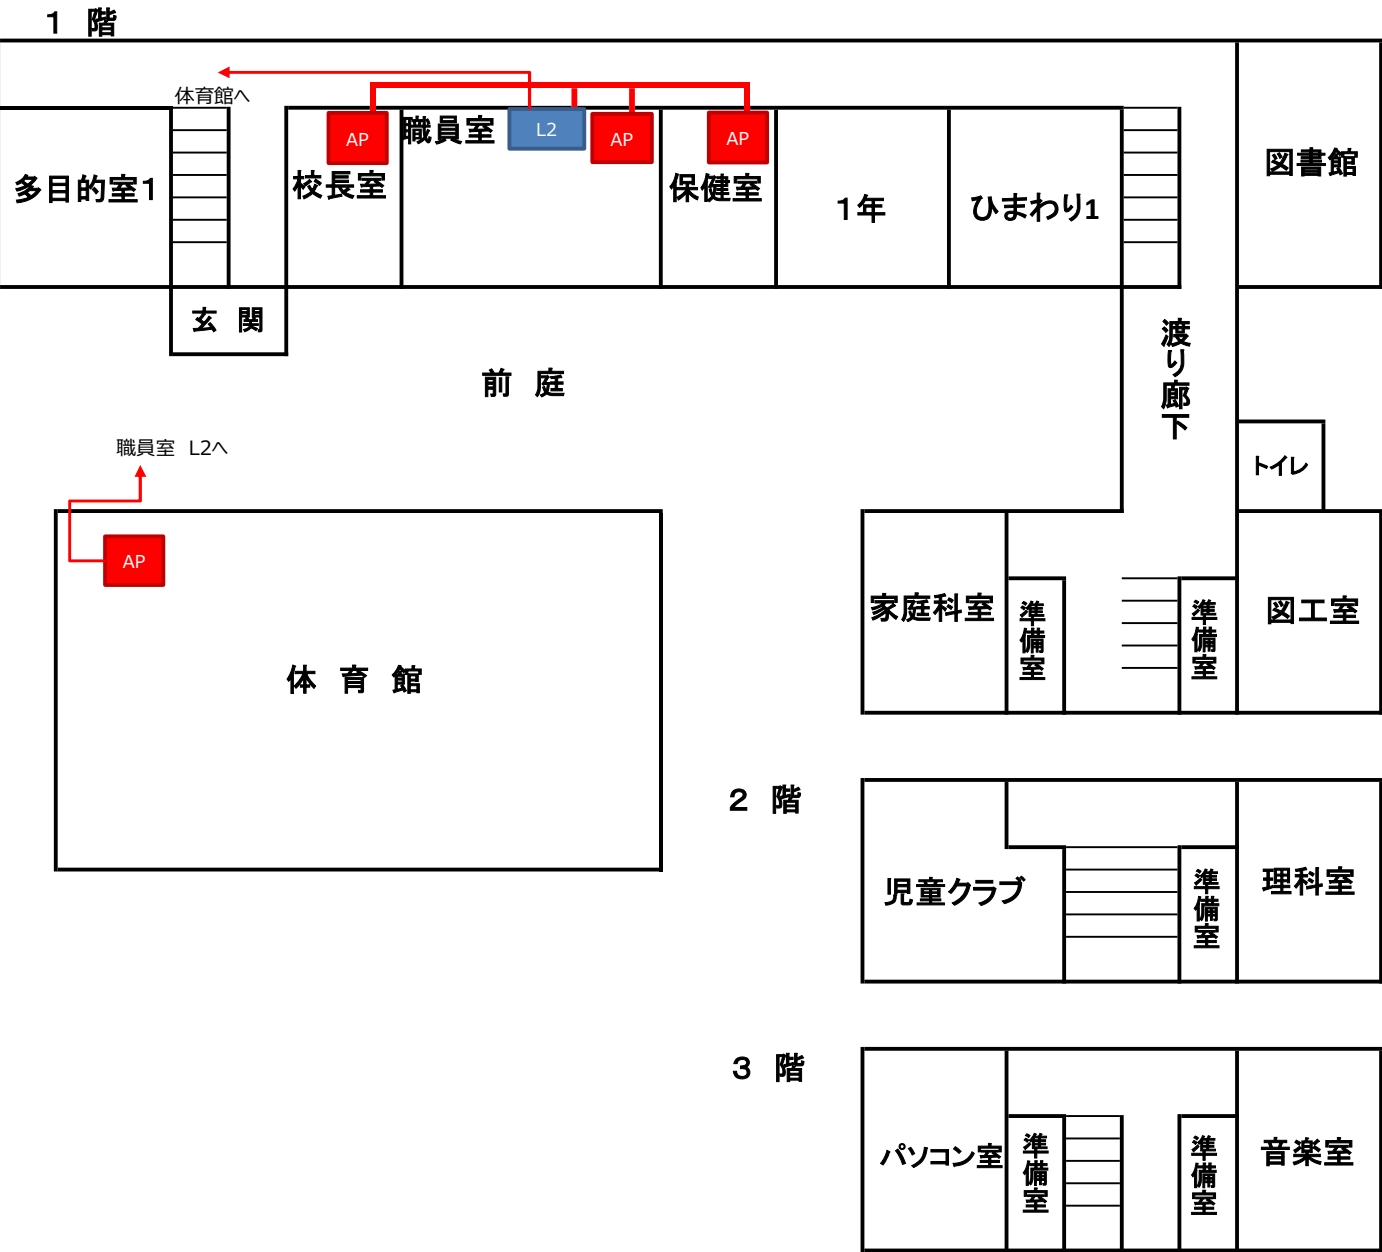 １　階
体育館へ
多目的室1
校長室
AP
職員室
L2
AP
保健室
AP
1年
ひまわり1
図書館
玄　関
前　庭
渡り廊下
職員室　L2へ
トイレ
AP
体　育　館
家庭科室
準備室
準備室
図工室
２　階
児童クラブ
準備室
理科室
３　階
パソコン室
準備室
準備室
音楽室